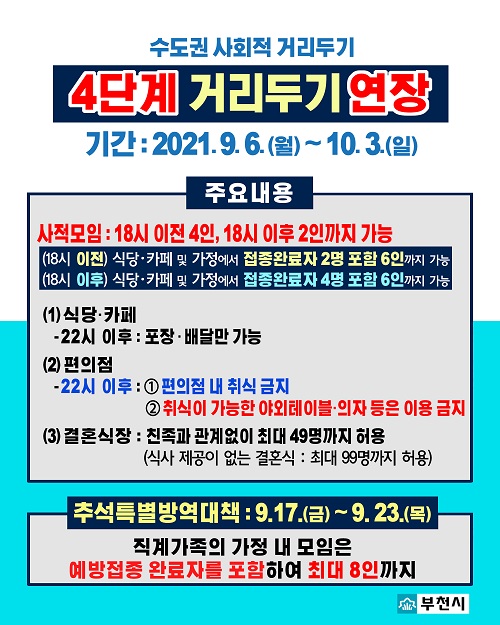 수도권 사회적 거리두기
4단계 거리두기 연장
기간 : 2021. 9. 6.(월) ~ 10. 3.(일)
주요내용
사적모임 : 18시 이전 4인, 18시 이후 2인까지 가능
(18시 이전) 식당·카페 및 가정에서 접종완료자 2명 포함 6인까지 가능
(18시 이후) 식당·카페 및 가정에서 접종완료자 4명 포함 6인까지 가능
(1) 식당·카페
- 22시 이후 : 포장·배달만 가능
(2) 편의점
- 22시 이후 : ① 편의점 내 취식 금지
② 취식이 가능한 야외테이블·의자 등은 이용 금지
(3) 결혼식장 : 친족과 관계없이 최대 49명까지 허용
(식사 제공이 없는 결혼식 : 최대 99명까지 허용)
추석특별방역대책 : 9.17.(금) ~ 9. 23.(목)
직계가족의 가정 내 모임은
예방접종 완료자를 포함하여 최대 8인까지
부천시